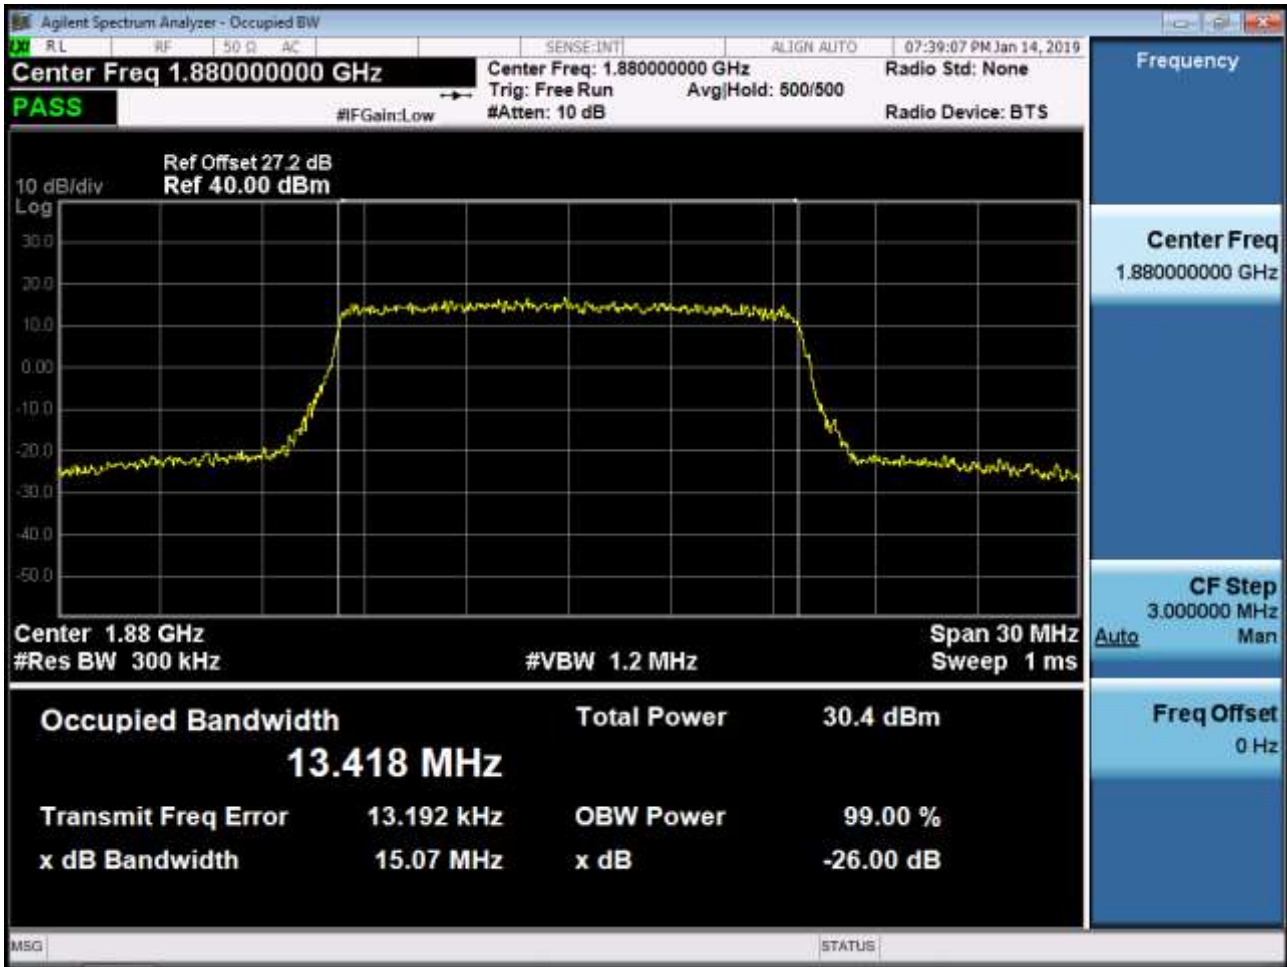 Agilent Spectrum Analyzer - Occupied BW
LXI RL RF 50 Ω AC SENSE:INT ALIGN AUTO 07:39:07 PM Jan 14, 2019
Center Freq 1.880000000 GHz
Center Freq: 1.880000000 GHz Radio Std: None
Trig: Free Run Avg|Hold: 500/500
PASS
#IFGain:Low #Atten: 10 dB Radio Device: BTS
Ref Offset 27.2 dB
10 dB/div Ref 40.00 dBm
Log
30.0
20.0
10.0
0.00
-10.0
-20.0
-30.0
-40.0
-50.0
Center 1.88 GHz Span 30 MHz
#Res BW 300 kHz #VBW 1.2 MHz Sweep 1 ms
Occupied Bandwidth Total Power 30.4 dBm
13.418 MHz
Transmit Freq Error 13.192 kHz OBW Power 99.00 %
x dB Bandwidth 15.07 MHz x dB -26.00 dB
MSG STATUS
Frequency
Center Freq
1.880000000 GHz
CF Step
3.000000 MHz
Auto Man
Freq Offset
0 Hz